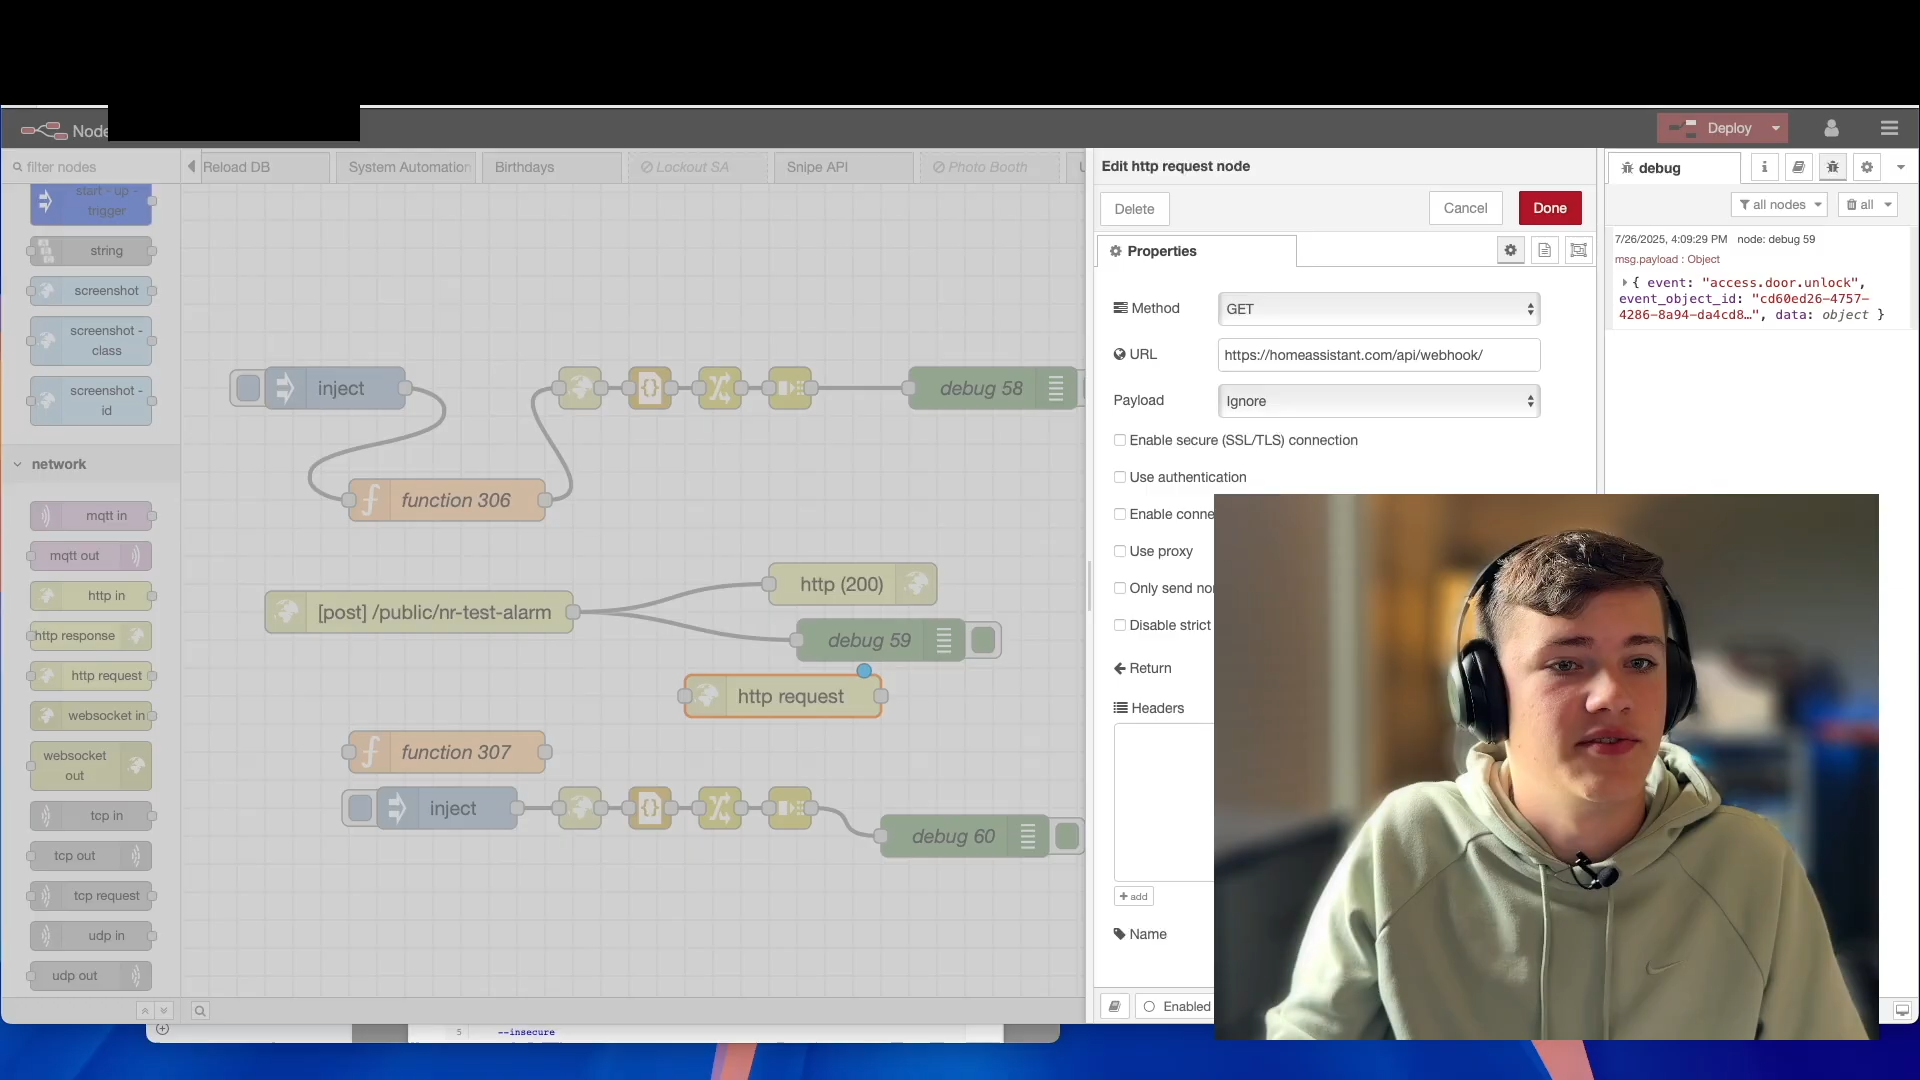 Node
Deploy
filter nodes
Reload DB
System Automation
Birthdays
Lockout SA
Snipe API
Photo Booth
start - up -
trigger
string
screenshot
screenshot -
class
screenshot -
id
network
mqtt in
mqtt out
http in
http response
http request
websocket in
websocket
out
tcp in
tcp out
tcp request
udp in
udp out
inject
function 306
debug 58
[post] /public/nr-test-alarm
http (200)
debug 59
http request
function 307
inject
debug 60
5 --insecure
Edit http request node
Delete
Cancel
Done
Properties
Method
GET
URL
https://homeassistant.com/api/webhook/
Payload
Ignore
Enable secure (SSL/TLS) connection
Use authentication
Enable conne
Use proxy
Only send nor
Disable strict
Return
Headers
+ add
Name
Enabled
debug
all nodes
all
7/26/2025, 4:09:29 PM node: debug 59
msg.payload : Object
{ event: "access.door.unlock",
event_object_id: "cd60ed26-4757-
4286-8a94-da4cd8…", data: object }